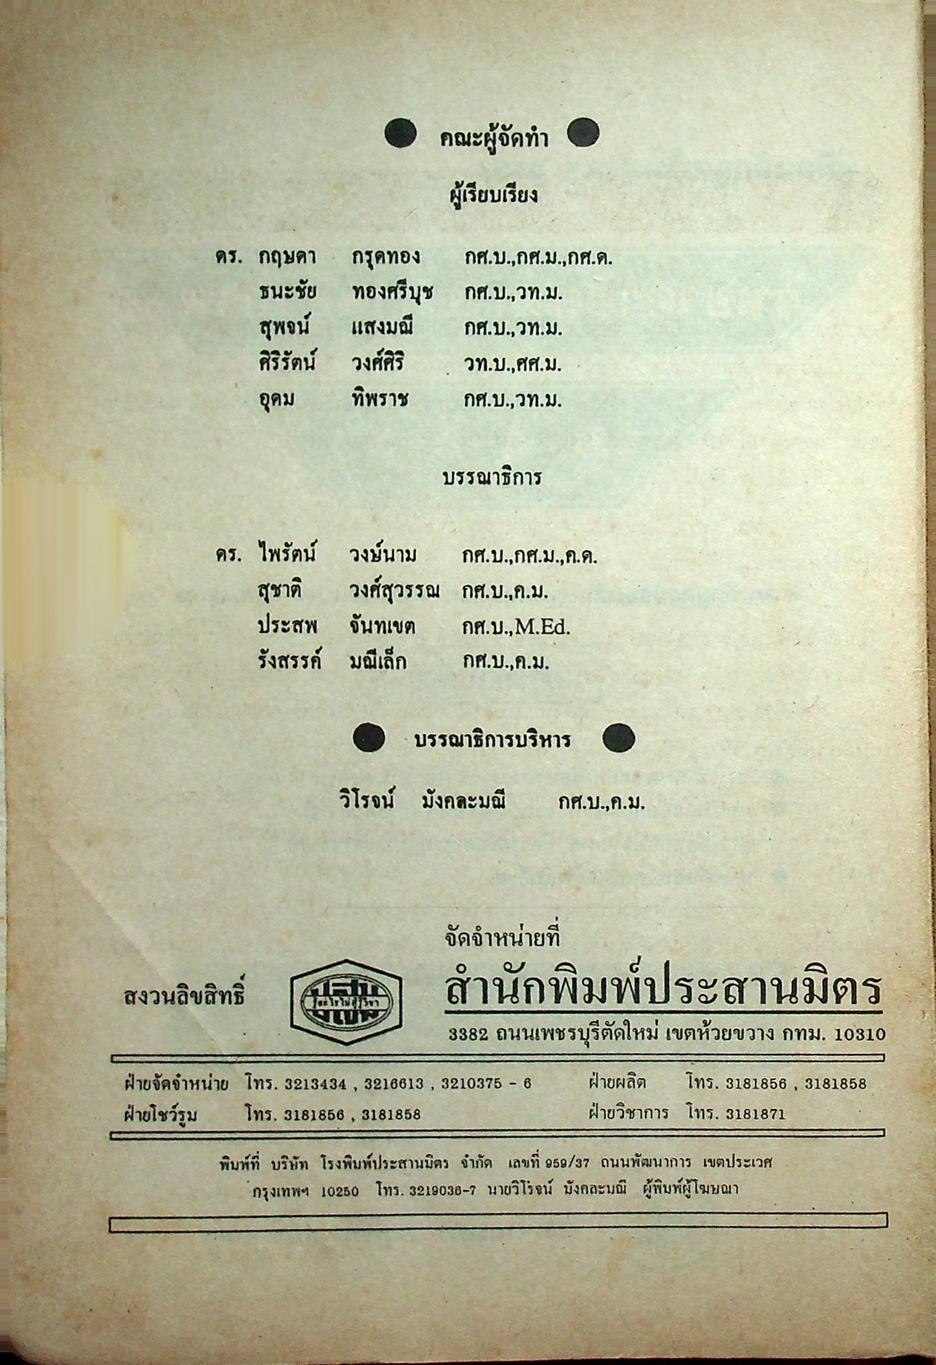 คณะผู้จัดทำ
ผู้เรียบเรียง
ดร. กฤษดา กรุดทอง กศ.บ.,กศ.ม.,กศ.ด.
ธนะชัย ทองศรีนุช กศ.บ.,วท.ม.
สุพจน์ แสงมณี กศ.บ.,วท.ม.
ศิริรัตน์ วงศ์ศิริ วท.บ.,ศศ.ม.
อุดม ทิพราช กศ.บ.,วท.ม.
บรรณาธิการ
ดร. ไพรัตน์ วงษ์นาม กศ.บ.,กศ.ม.,ค.ด.
สุชาติ วงศ์สุวรรณ กศ.บ.,ค.ม.
ประสพ จันทเขต กศ.บ.,M.Ed.
รังสรรค์ มณีเล็ก กศ.บ.,ค.ม.
บรรณาธิการบริหาร
วิโรจน์ มังคละมณี กศ.บ.,ค.ม.
จัดจำหน่ายที่
สงวนลิขสิทธิ์ สำนักพิมพ์ประสานมิตร
3382 ถนนเพชรบุรีตัดใหม่ เขตห้วยขวาง กทม. 10310
ฝ่ายจัดจำหน่าย โทร. 3213434 , 3216613 , 3210375 - 6 ฝ่ายผลิต โทร. 3181856 , 3181858
ฝ่ายโชว์รูม โทร. 3181856 , 3181858 ฝ่ายวิชาการ โทร. 3181871
พิมพ์ที่ บริษัท โรงพิมพ์ประสานมิตร จำกัด เลขที่ 959/37 ถนนพัฒนาการ เขตประเวศ
กรุงเทพฯ 10250 โทร. 3219036-7 นายวิโรจน์ มังคละมณี ผู้พิมพ์ผู้โฆษณา